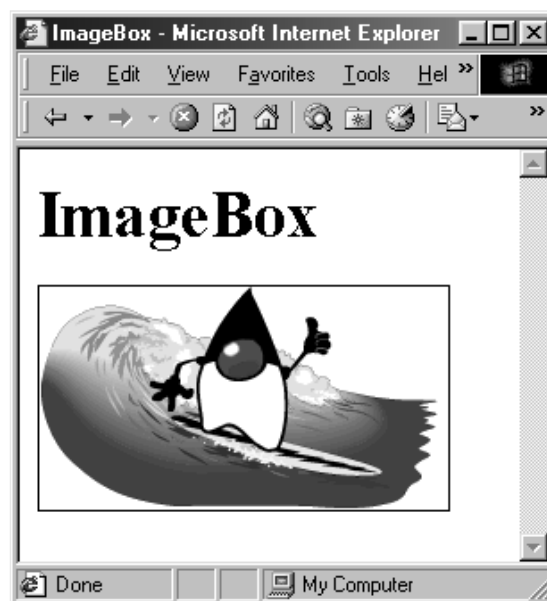 ImageBox - Microsoft Internet Explorer
File Edit View Favorites Tools Hel »
»
ImageBox
Done My Computer